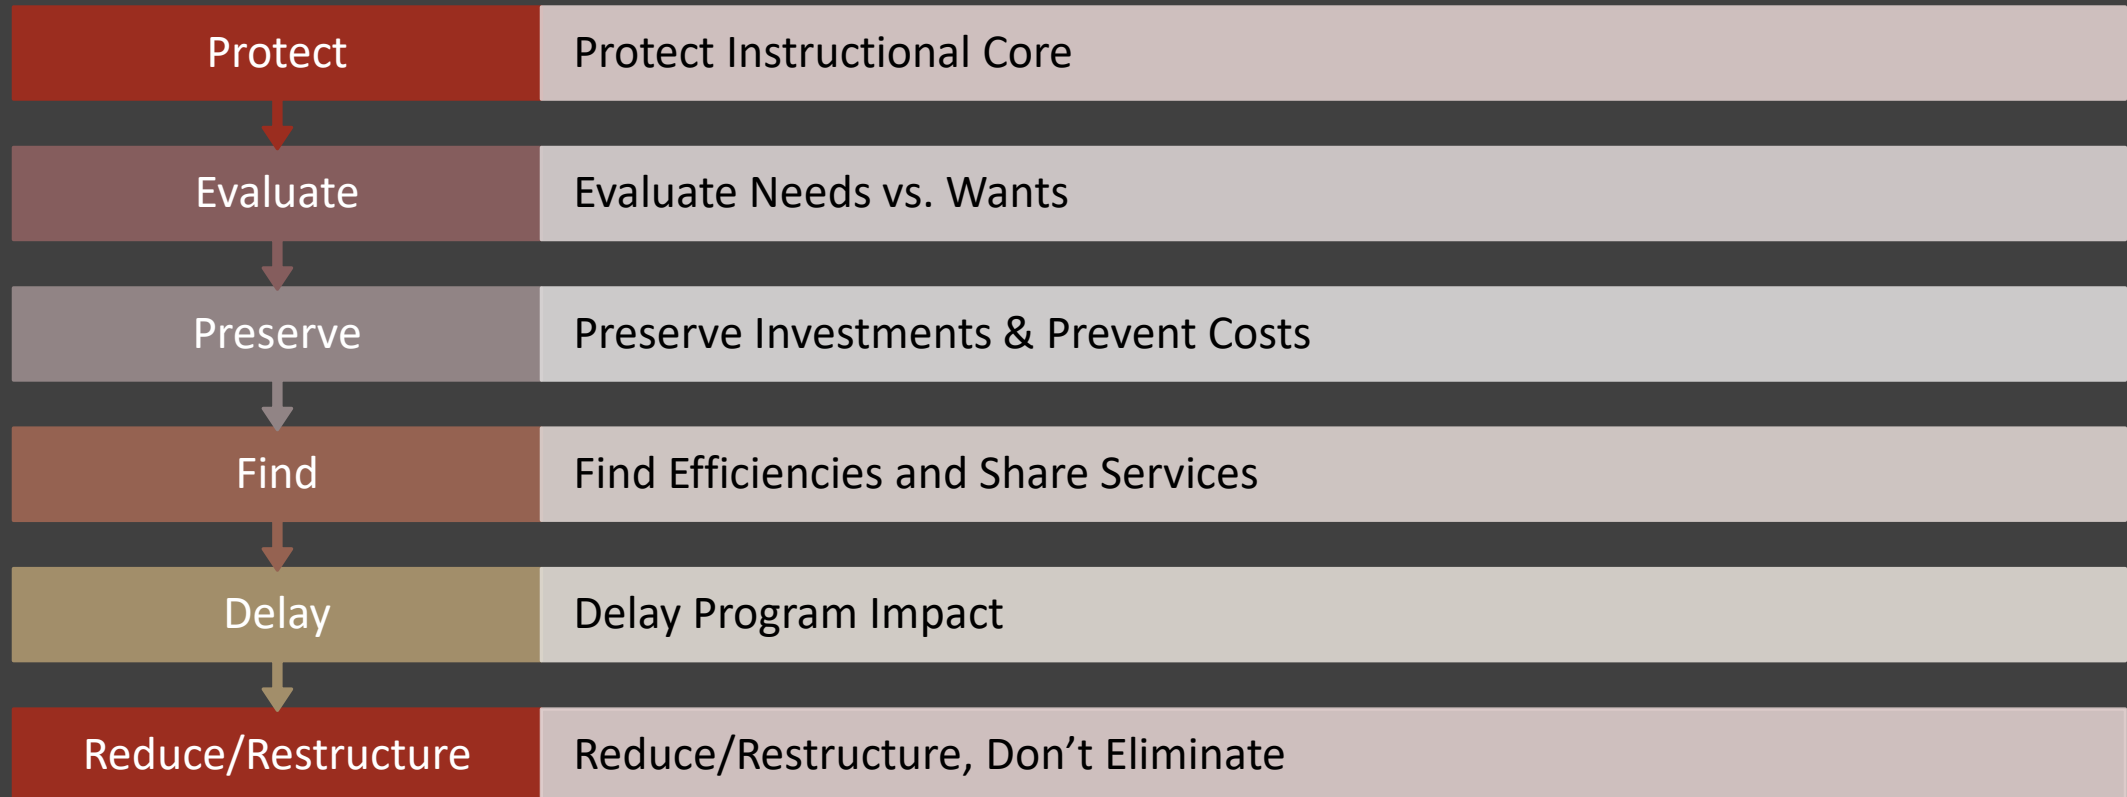 Protect
Protect Instructional Core
Evaluate
Evaluate Needs vs. Wants
Preserve
Preserve Investments & Prevent Costs
Find
Find Efficiencies and Share Services
Delay
Delay Program Impact
Reduce/Restructure
Reduce/Restructure, Don’t Eliminate